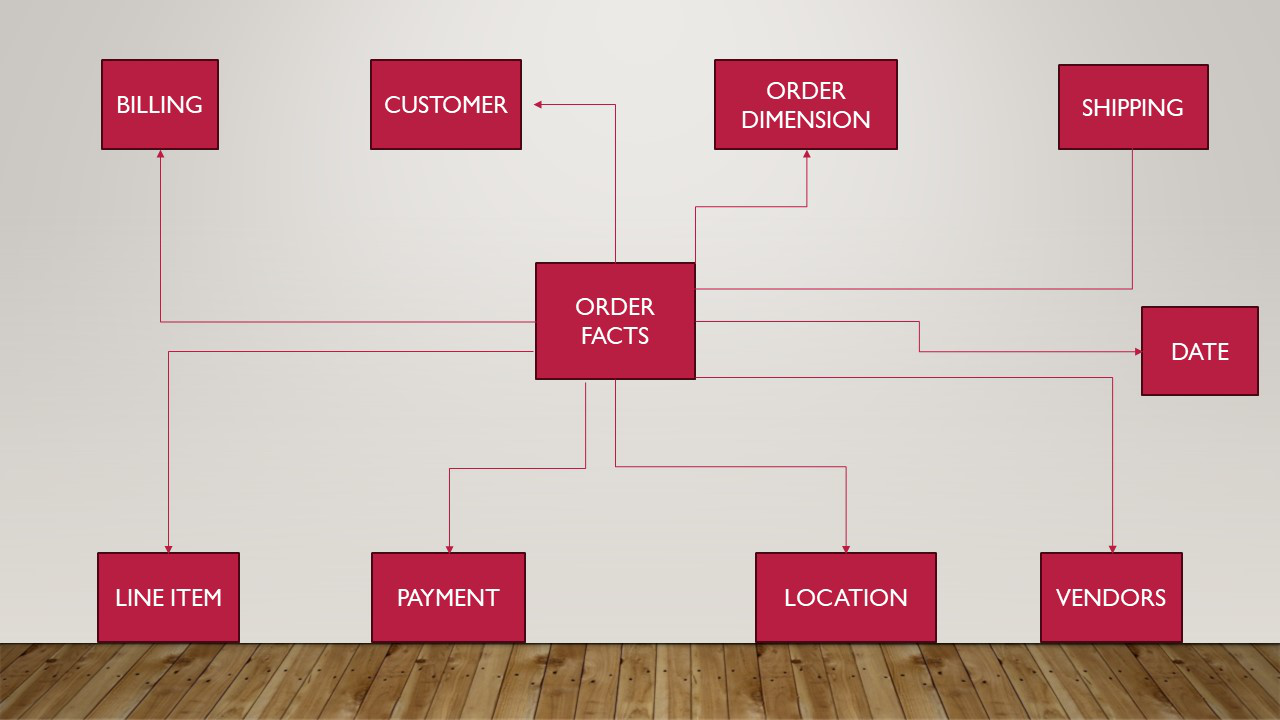 BILLING
CUSTOMER
ORDER
DIMENSION
SHIPPING
ORDER
FACTS
DATE
LINE ITEM
PAYMENT
LOCATION
VENDORS